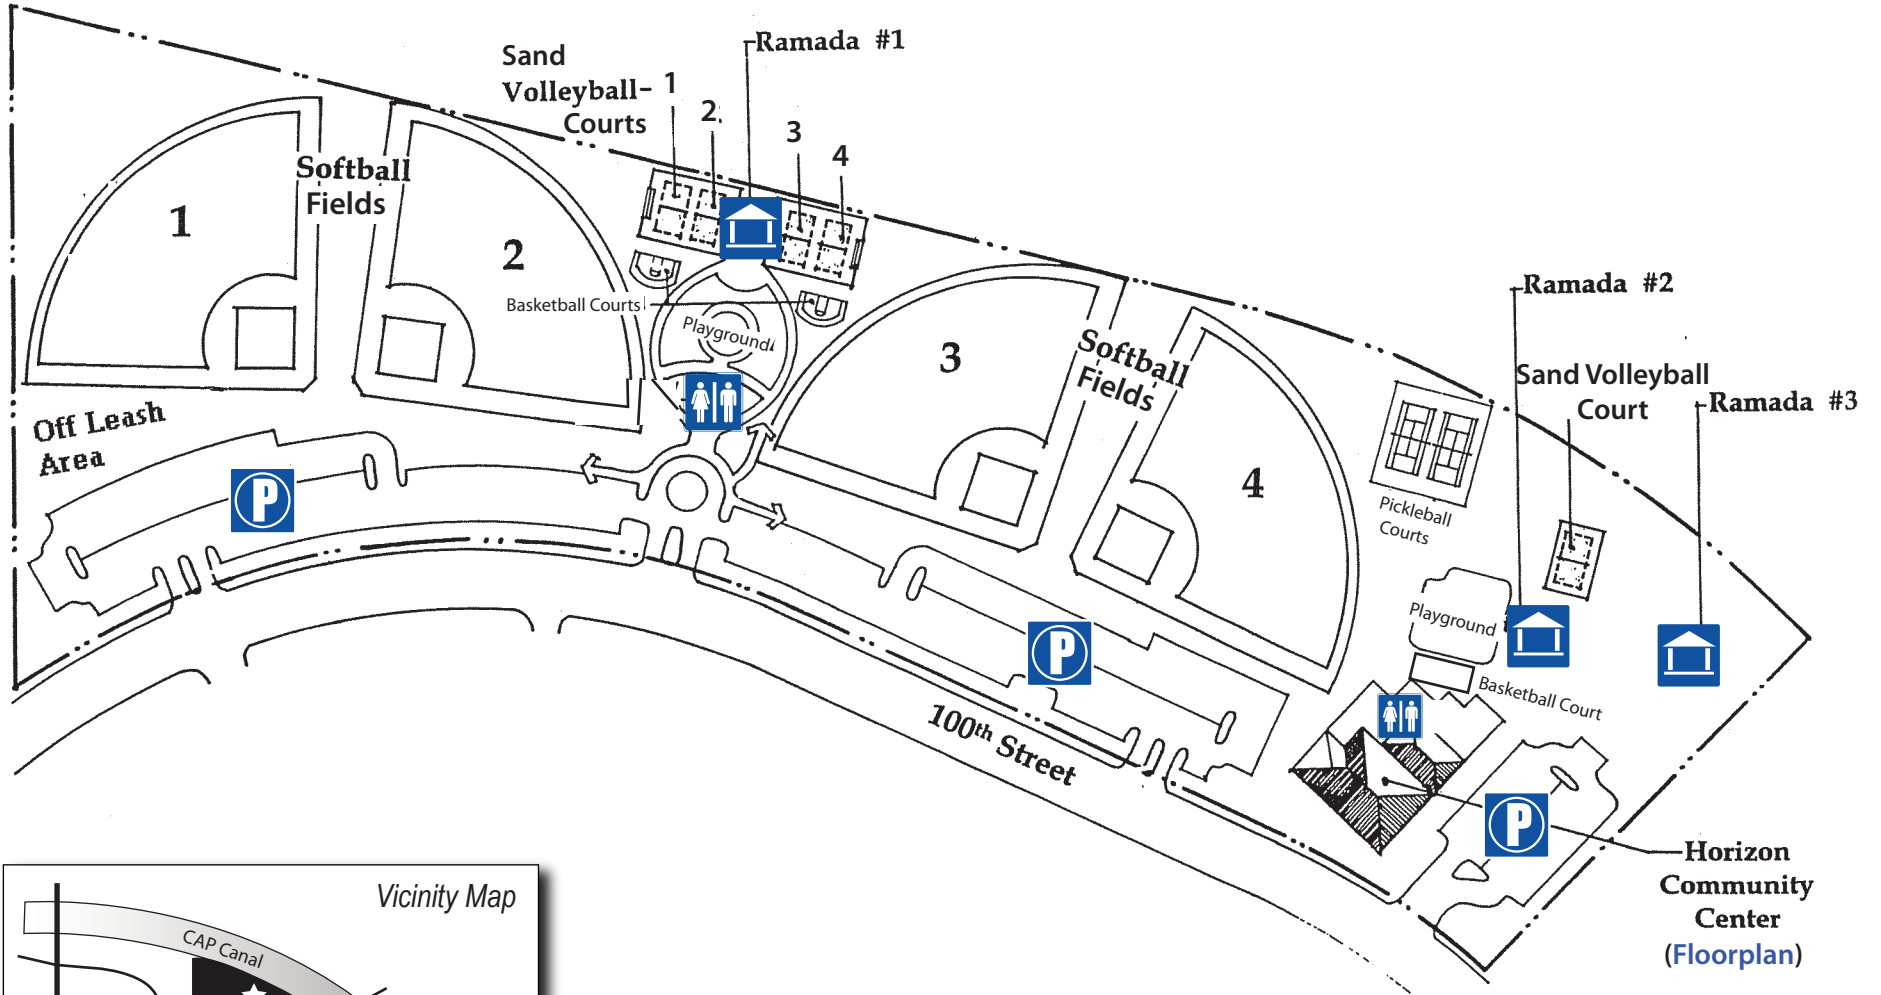 Ramada #1
Sand
Volleyball-
Courts
1
2
3
4
Softball
Fields
1
2
Basketball Courts
Playground
3
Softball
Fields
4
Ramada #2
Sand Volleyball
Court
Ramada #3
Off Leash
Area
P
Pickleball
Courts
Playground
Basketball Court
P
100th Street
P
Horizon
Community
Center
(Floorplan)
Vicinity Map
CAP Canal